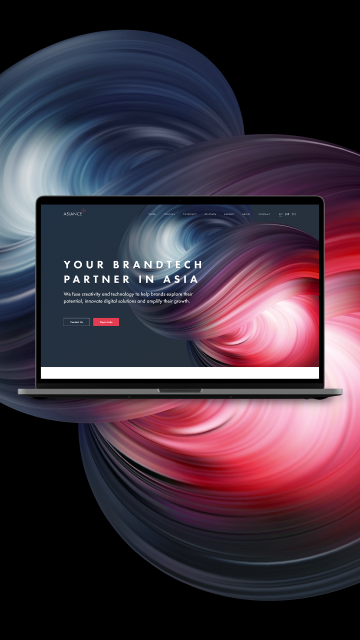 ASIANCE
YOUR BRANDTECH
PARTNER IN ASIA
We fuse creativity and technology to help brands explore their
potential, innovate digital solutions and amplify their growth.
Contact Us